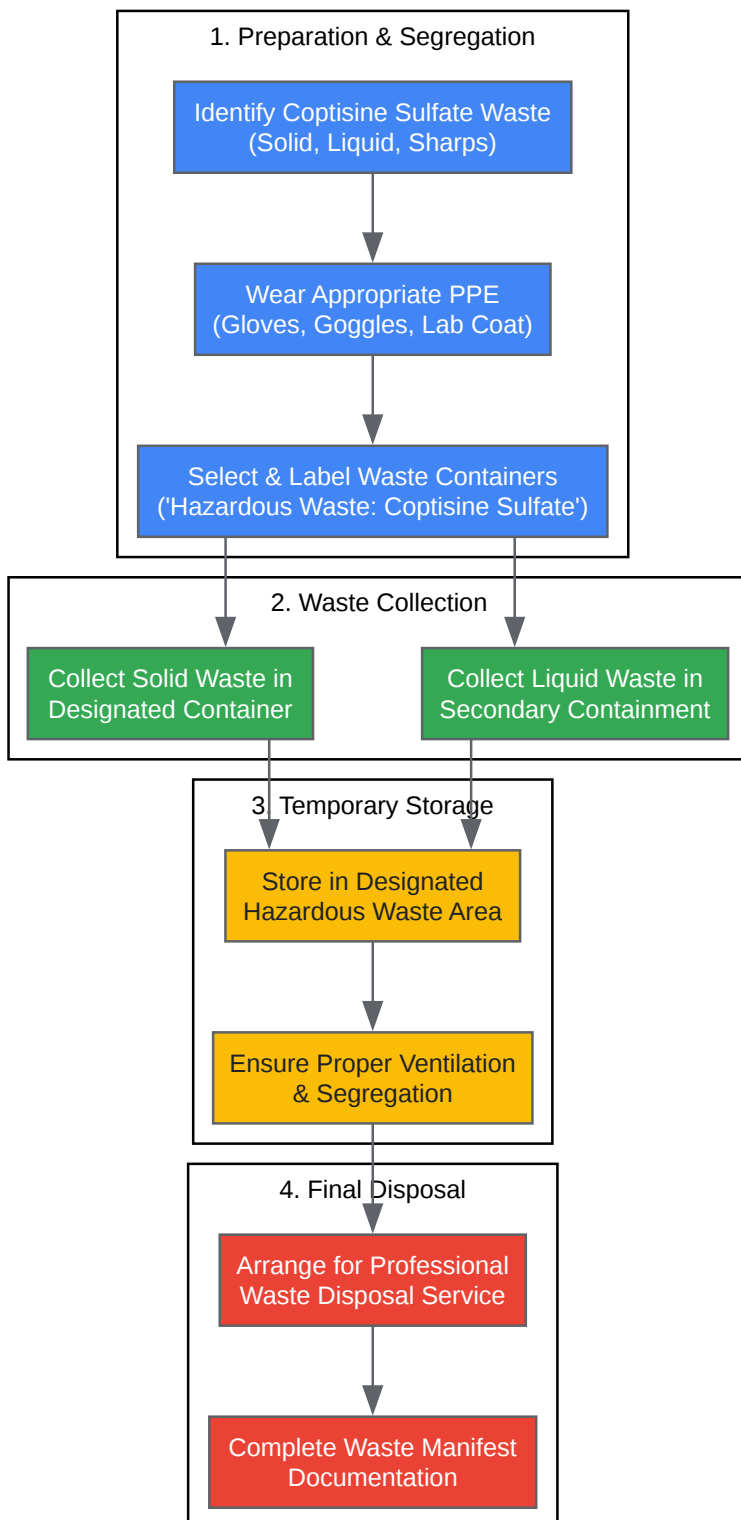 1. Preparation & Segregation
Identify Coptisine Sulfate Waste
(Solid, Liquid, Sharps)
Wear Appropriate PPE
(Gloves, Goggles, Lab Coat)
Select & Label Waste Containers
('Hazardous Waste: Coptisine Sulfate')
2. Waste Collection
Collect Solid Waste in
Designated Container
Collect Liquid Waste in
Secondary Containment
3. Temporary Storage
Store in Designated
Hazardous Waste Area
Ensure Proper Ventilation
& Segregation
4. Final Disposal
Arrange for Professional
Waste Disposal Service
Complete Waste Manifest
Documentation